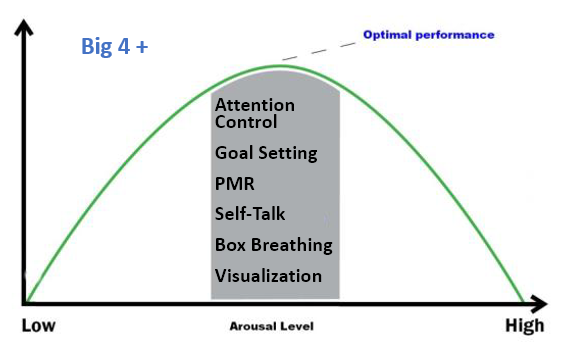 Big 4 +
Optimal performance
Attention
Control
Goal Setting
PMR
Self-Talk
Box Breathing
Visualization
Low
Arousal Level
High